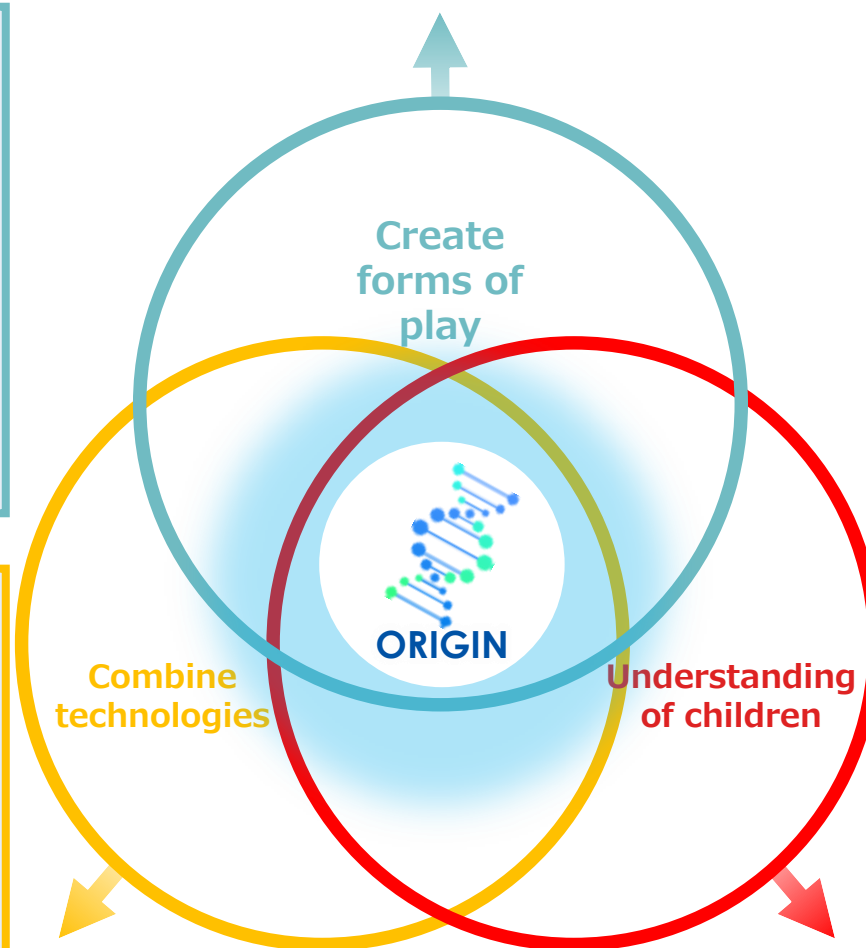 Create
forms of
play
ORIGIN
Combine
technologies
Understanding
of children